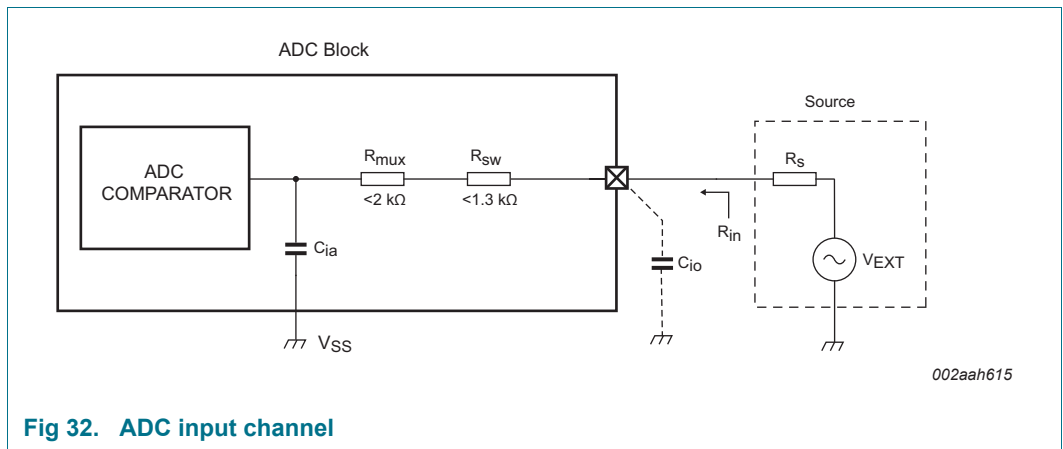 ADC Block
Source
ADC
COMPARATOR
Rmux
<2 kΩ
Rsw
<1.3 kΩ
Rs
Rin
Cia
Cio
VEXT
VSS
002aah615
Fig 32. ADC input channel